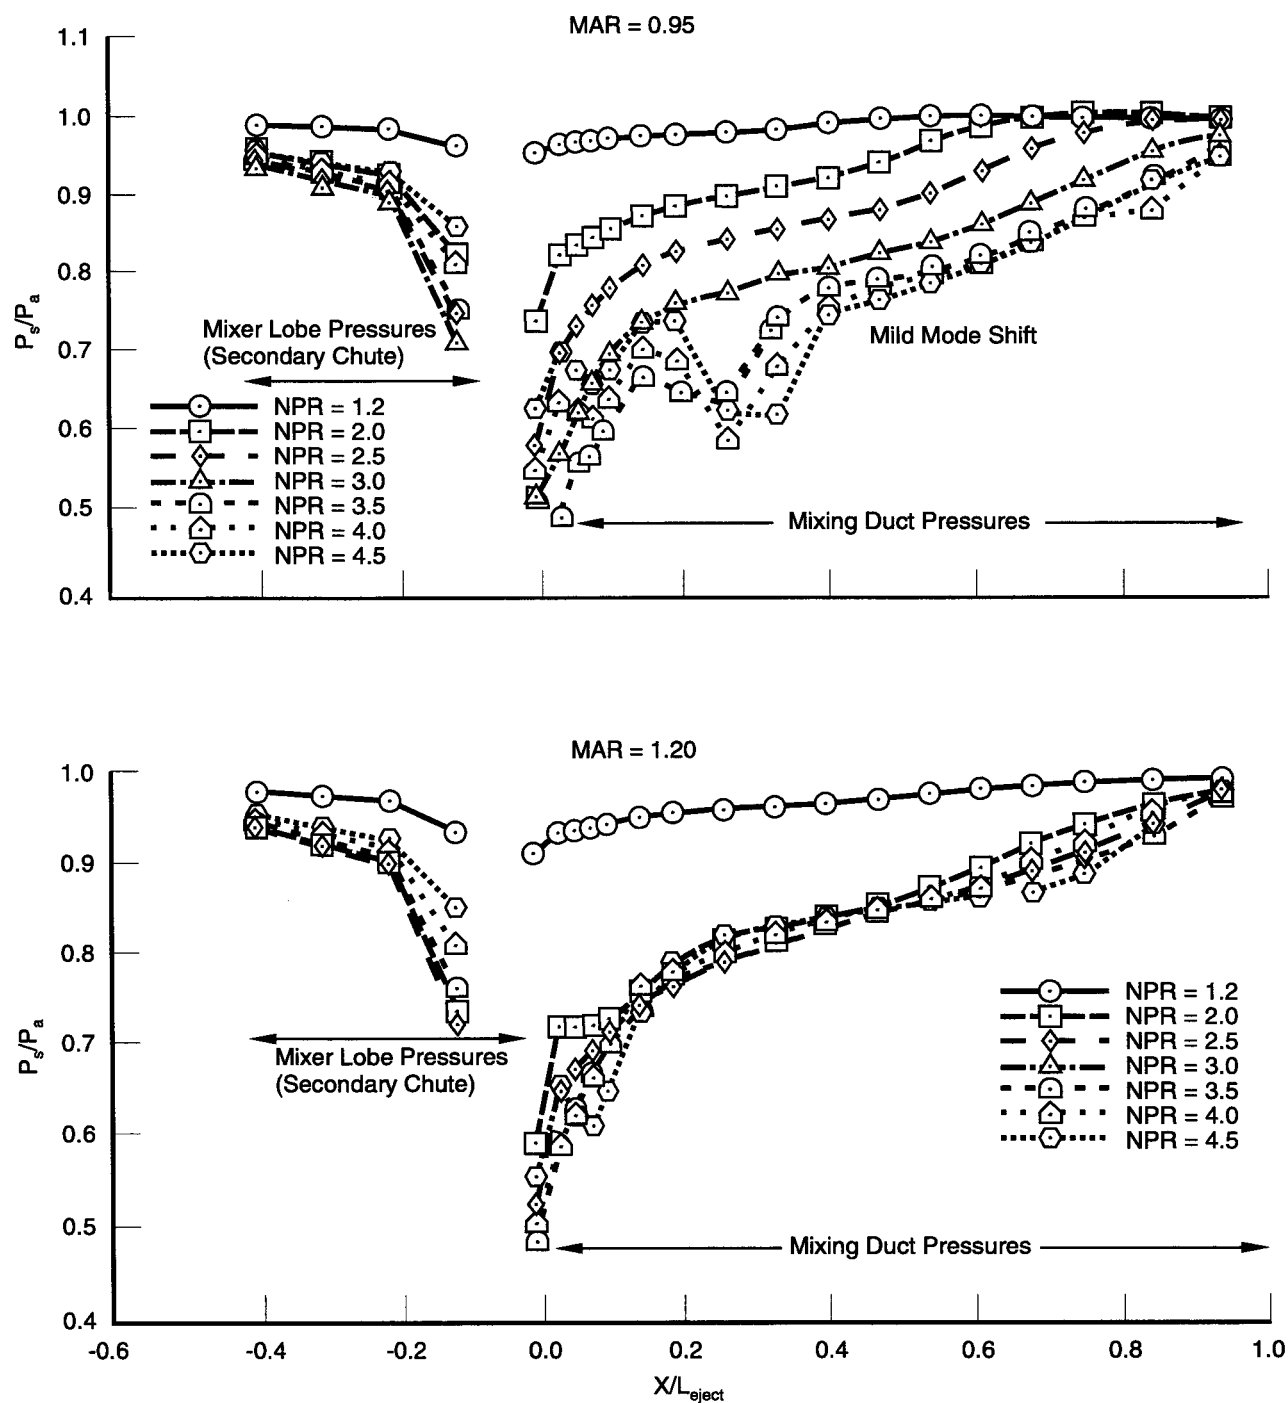 MAR = 0.95
1.1
1.0
0.9
0.8
0.7
0.6
0.5
0.4
Ps/Pa
Mixer Lobe Pressures
(Secondary Chute)
NPR = 1.2
NPR = 2.0
NPR = 2.5
NPR = 3.0
NPR = 3.5
NPR = 4.0
NPR = 4.5
Mild Mode Shift
Mixing Duct Pressures
MAR = 1.20
1.0
0.9
0.8
0.7
0.6
0.5
0.4
Ps/Pa
Mixer Lobe Pressures
(Secondary Chute)
NPR = 1.2
NPR = 2.0
NPR = 2.5
NPR = 3.0
NPR = 3.5
NPR = 4.0
NPR = 4.5
Mixing Duct Pressures
-0.6 -0.4 -0.2 0.0 0.2 0.4 0.6 0.8 1.0
X/Leject